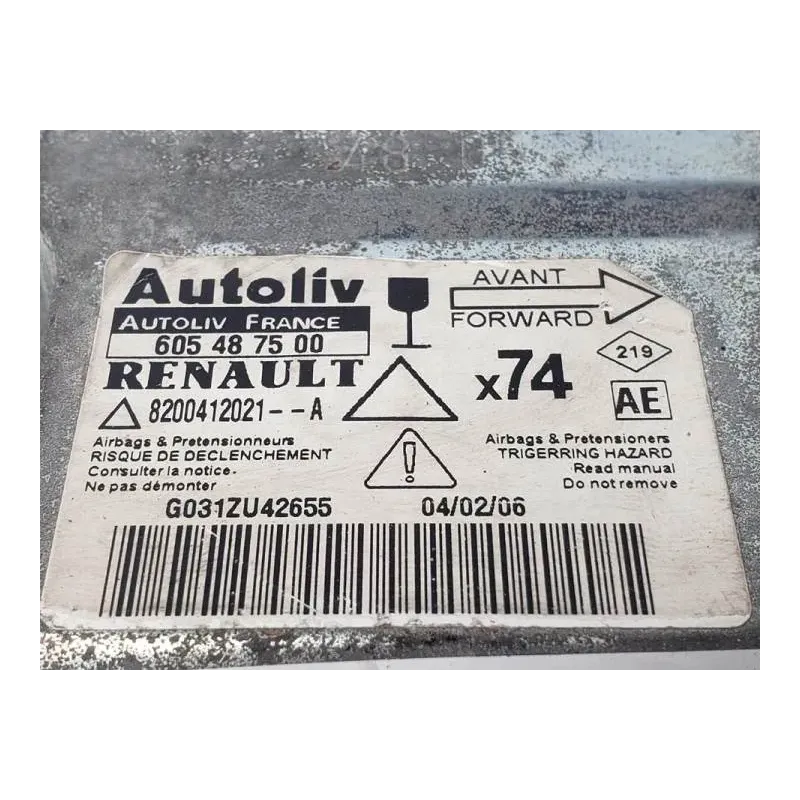 Autoliv
AUTOLIV FRANCE
605 48 75 00
RENAULT
8200412021--A
AVANT
FORWARD
x74
219
AE
Airbags & Pretensionneurs
RISQUE DE DECLENCHEMENT
Consulter la notice.
Ne pas démonter
Airbags & Pretensioners
TRIGERRING HAZARD
Read manual
Do not remove
G031ZU42655
04/02/06